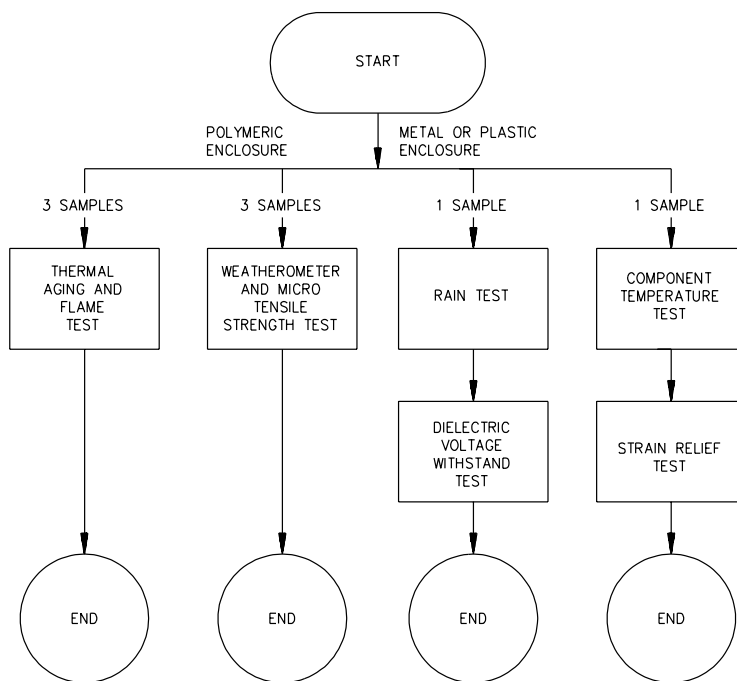 START
POLYMERIC
ENCLOSURE
METAL OR PLASTIC
ENCLOSURE
3 SAMPLES
3 SAMPLES
1 SAMPLE
1 SAMPLE
THERMAL
AGING AND
FLAME
TEST
WEATHEROMETER
AND MICRO
TENSILE
STRENGTH TEST
RAIN TEST
COMPONENT
TEMPERATURE
TEST
DIELECTRIC
VOLTAGE
WITHSTAND
TEST
STRAIN RELIEF
TEST
END
END
END
END